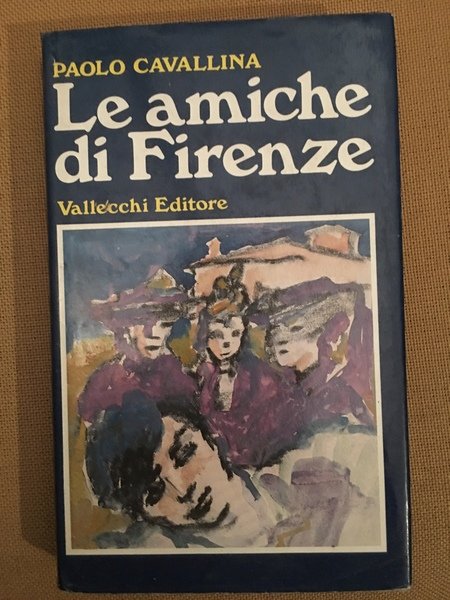 PAOLO CAVALLINA
Le amiche
di Firenze
Vallecchi Editore